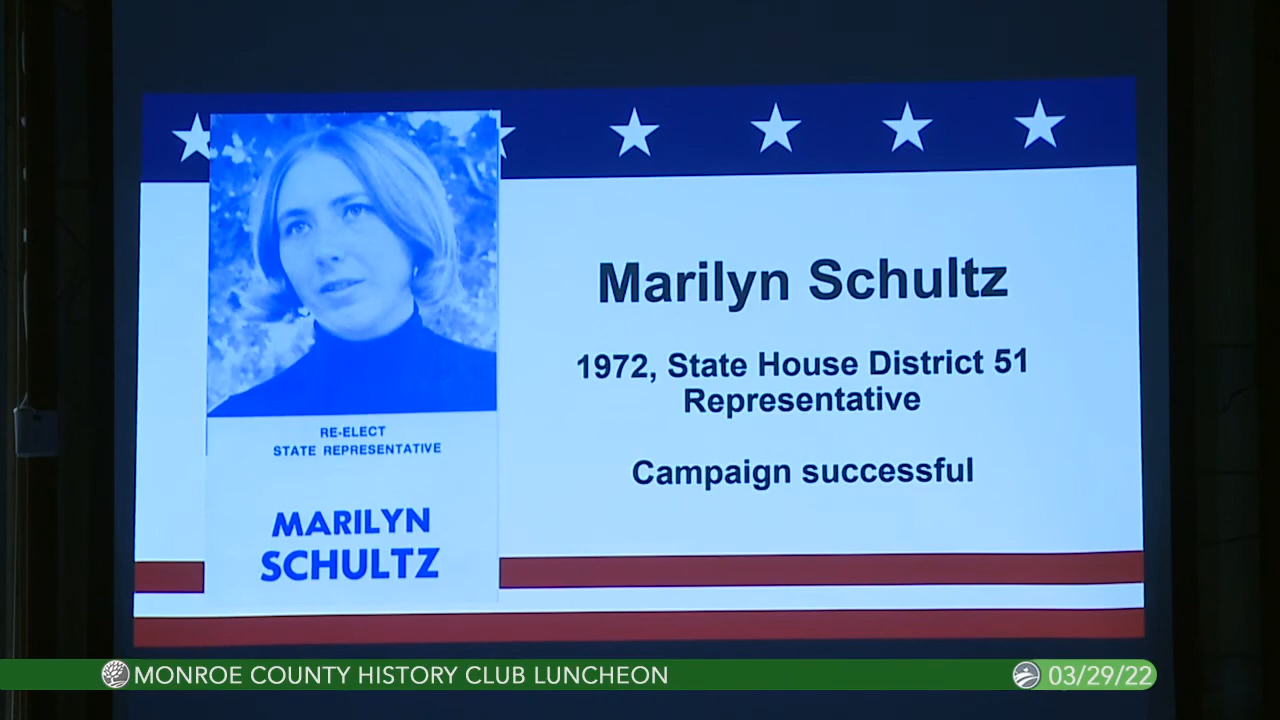 RE-ELECT
STATE REPRESENTATIVE
MARILYN
SCHULTZ
Marilyn Schultz
1972, State House District 51
Representative
Campaign successful
MONROE COUNTY HISTORY CLUB LUNCHEON
03/29/22